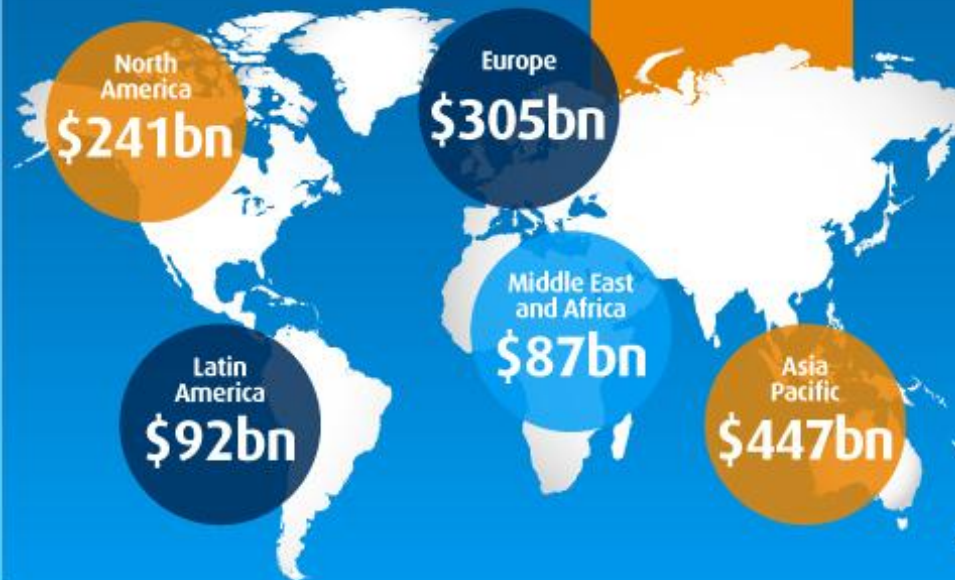 North
America
$241bn
Europe
$305bn
Middle East
and Africa
$87bn
Latin
America
$92bn
Asia
Pacific
$447bn